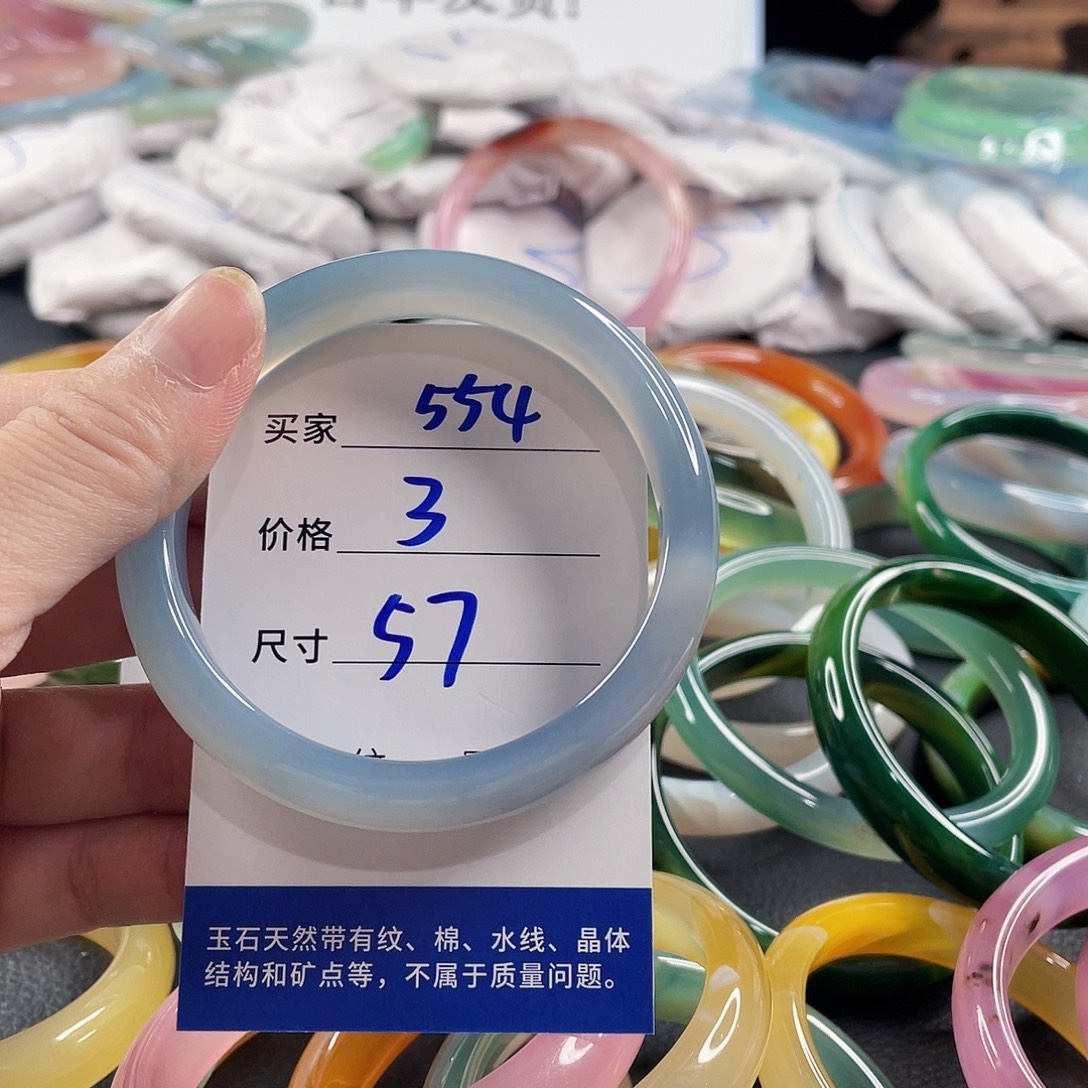 买家 554
价格 3
尺寸 57
玉石天然带有纹、棉、水线、晶体
结构和矿点等，不属于质量问题。